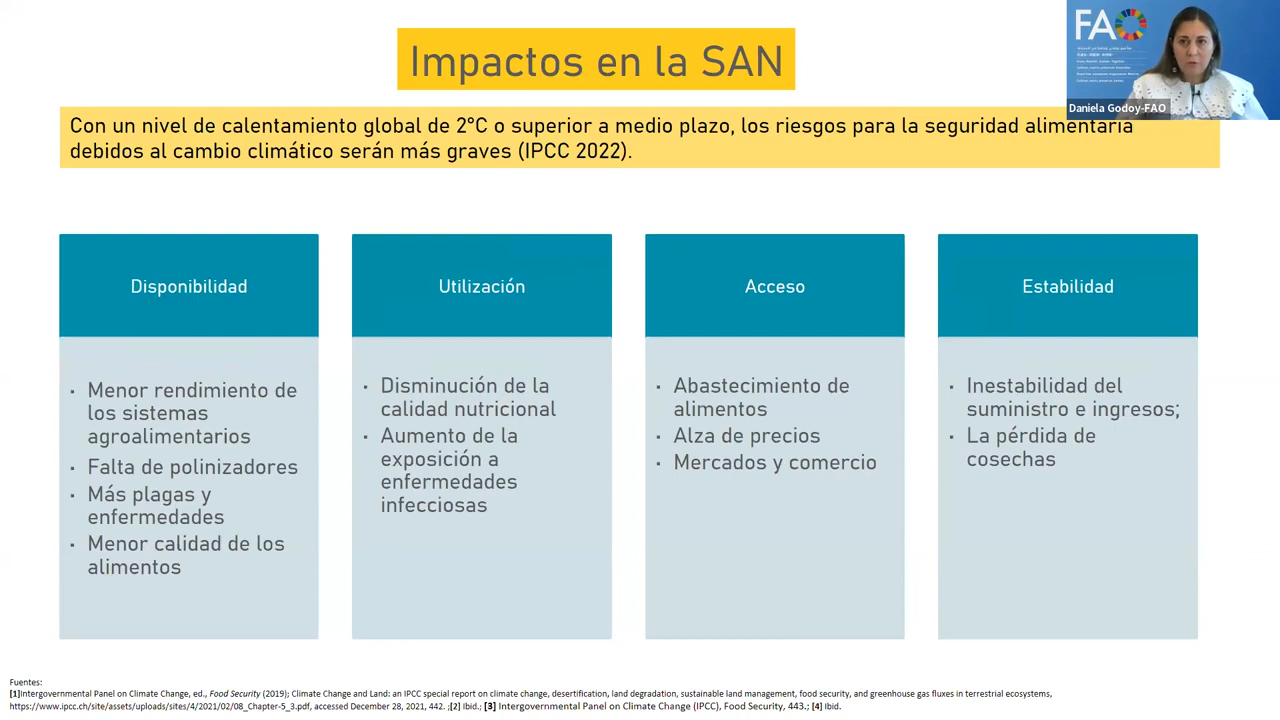 Impactos en la SAN
FAO
Daniela Godoy-FAO
Con un nivel de calentamiento global de 2°C o superior a medio plazo, los riesgos para la seguridad alimentaria
debidos al cambio climático serán más graves (IPCC 2022).
Disponibilidad
▪ Menor rendimiento de
los sistemas
agroalimentarios
▪ Falta de polinizadores
▪ Más plagas y
enfermedades
▪ Menor calidad de los
alimentos
Utilización
▪ Disminución de la
calidad nutricional
▪ Aumento de la
exposición a
enfermedades
infecciosas
Acceso
▪ Abastecimiento de
alimentos
▪ Alza de precios
▪ Mercados y comercio
Estabilidad
▪ Inestabilidad del
suministro e ingresos;
▪ La pérdida de
cosechas
Fuentes:
[1]Intergovernmental Panel on Climate Change, ed., Food Security (2019); Climate Change and Land: an IPCC special report on climate change, desertification, land degradation, sustainable land management, food security, and greenhouse gas fluxes in terrestrial ecosystems,
https://www.ipcc.ch/site/assets/uploads/sites/4/2021/02/08_Chapter-5_3.pdf, accessed December 28, 2021, 442. ;[2] Ibid.; [3] Intergovernmental Panel on Climate Change (IPCC), Food Security, 443.; [4] Ibid.